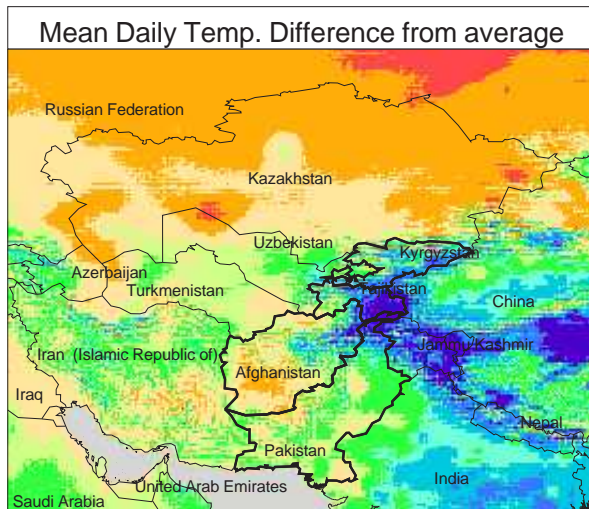 Mean Daily Temp. Difference from average
Russian Federation
Kazakhstan
Uzbekistan
Kyrgyzstan
Azerbaijan
Turkmenistan
Tajikistan
China
Iran (Islamic Republic of)
Jammu Kashmir
Afghanistan
Iraq
Nepal
Pakistan
United Arab Emirates
India
Saudi Arabia